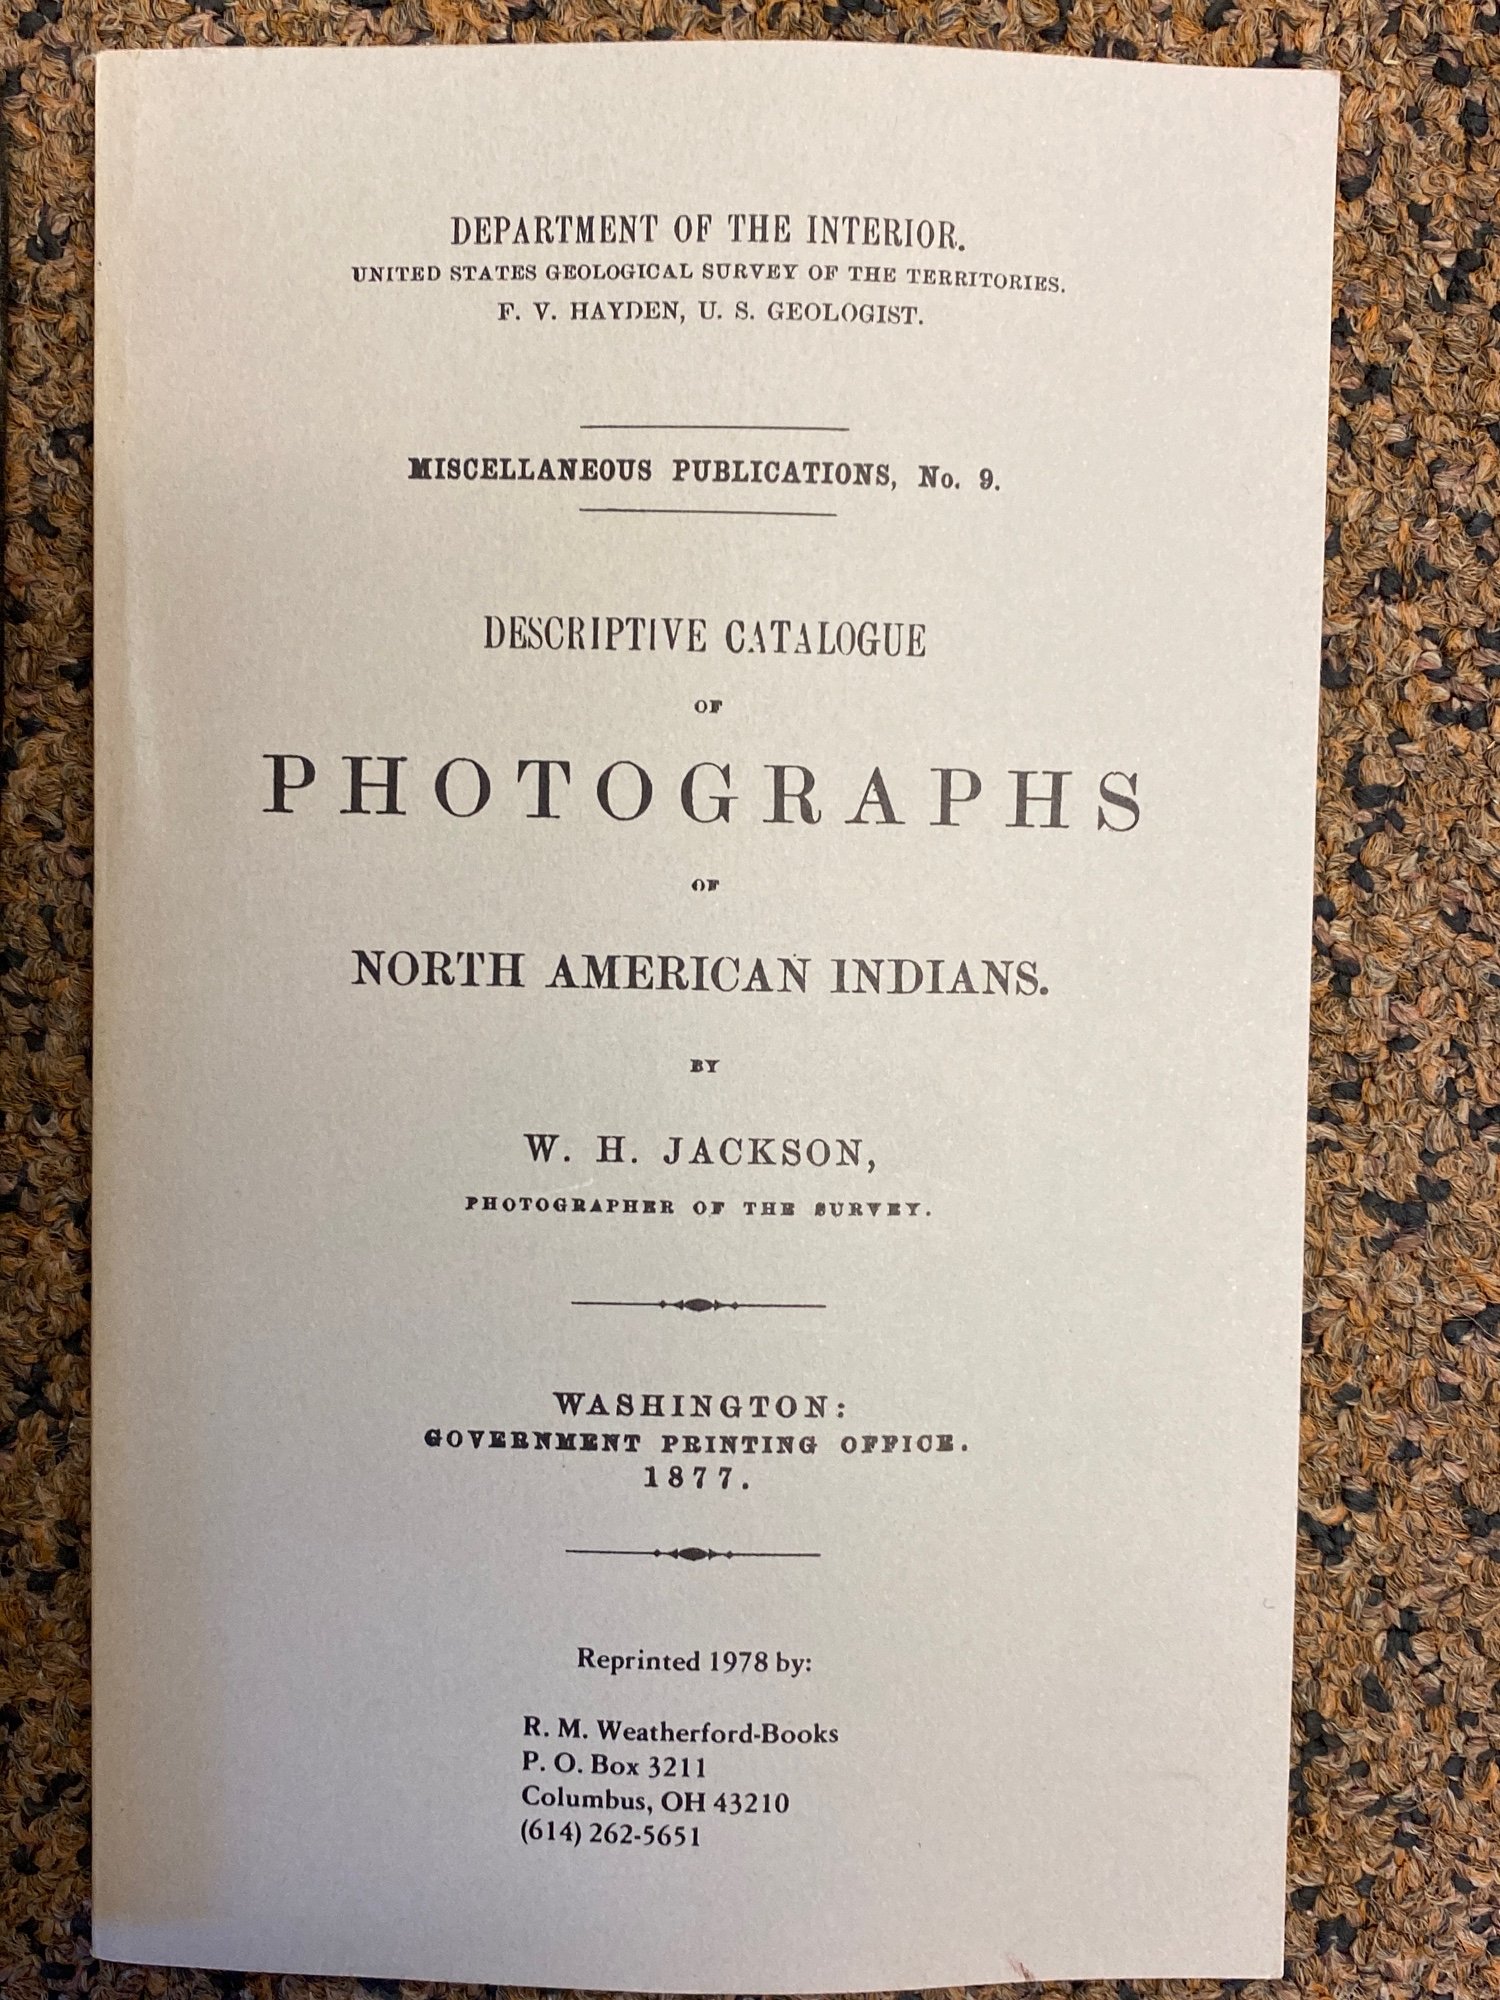 DEPARTMENT OF THE INTERIOR.
UNITED STATES GEOLOGICAL SURVEY OF THE TERRITORIES.
F. V. HAYDEN, U. S. GEOLOGIST.
MISCELLANEOUS PUBLICATIONS, No. 9.
DESCRIPTIVE CATALOGUE
OF
PHOTOGRAPHS
OF
NORTH AMERICAN INDIANS.
BY
W. H. JACKSON,
PHOTOGRAPHER OF THE SURVEY.
WASHINGTON:
GOVERNMENT PRINTING OFFICE.
1877.
Reprinted 1978 by:
R. M. Weatherford-Books
P. O. Box 3211
Columbus, OH 43210
(614) 262-5651